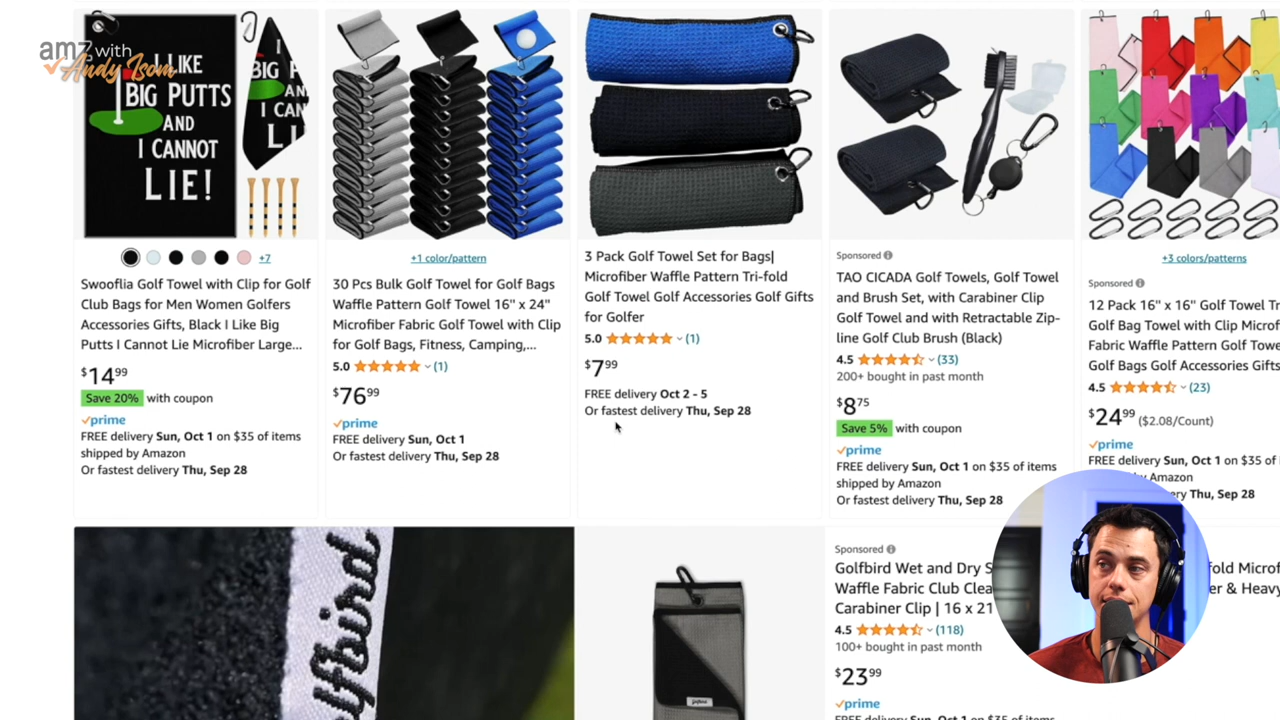 amz with
Andy Isom
I LIKE
BIG PUTTS
AND
I CANNOT
LIE!
+7
Swooflia Golf Towel with Clip for Golf
Club Bags for Men Women Golfers
Accessories Gifts, Black I Like Big
Putts I Cannot Lie Microfiber Large...
$14 99
Save 20% with coupon
prime
FREE delivery Sun, Oct 1 on $35 of items
shipped by Amazon
Or fastest delivery Thu, Sep 28
+1 color/pattern
30 Pcs Bulk Golf Towel for Golf Bags
Waffle Pattern Golf Towel 16" x 24"
Microfiber Fabric Golf Towel with Clip
for Golf Bags, Fitness, Camping,...
5.0 (1)
$76 99
prime
FREE delivery Sun, Oct 1
Or fastest delivery Thu, Sep 28
3 Pack Golf Towel Set for Bags|
Microfiber Waffle Pattern Tri-fold
Golf Towel Golf Accessories Golf Gifts
for Golfer
5.0 (1)
$7 99
FREE delivery Oct 2 - 5
Or fastest delivery Thu, Sep 28
Sponsored
TAO CICADA Golf Towels, Golf Towel
and Brush Set, with Carabiner Clip
Golf Towel and with Retractable Zip-
line Golf Club Brush (Black)
4.5 (33)
200+ bought in past month
$8 75
Save 5% with coupon
prime
FREE delivery Sun, Oct 1 on $35 of items
shipped by Amazon
Or fastest delivery Thu, Sep 28
+3 colors/patterns
Sponsored
12 Pack 16" x 16" Golf Towel
Golf Bag Towel with Clip
Fabric Waffle Pattern Golf
Golf Bags Golf Accessories
4.5 (23)
$24 99 ($2.08/Count)
prime
FREE delivery Sun, Oct 1 on $35 of
Amazon
Thu, Sep 28
Sponsored
Golfbird Wet and Dry
Waffle Fabric Club
Carabiner Clip | 16 x 21
4.5 (118)
100+ bought in past month
$23 99
prime
FREE delivery Sun, Oct 1 on $35 of items